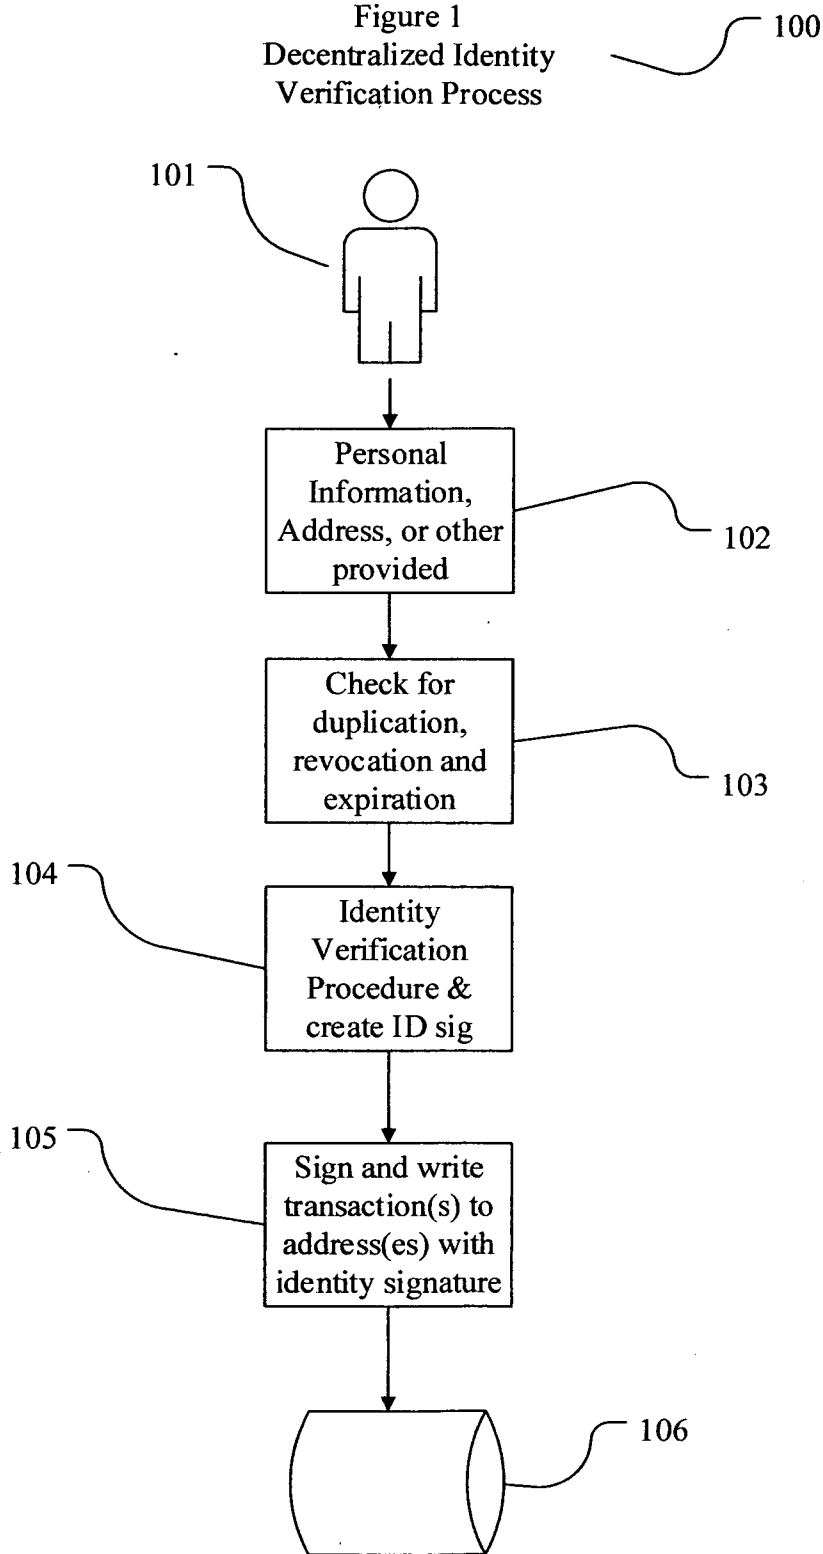 Figure 1
Decentralized Identity
Verification Process
100
101
Personal
Information,
Address, or other
provided
102
Check for
duplication,
revocation and
expiration
103
104
Identity
Verification
Procedure &
create ID sig
105
Sign and write
transaction(s) to
address(es) with
identity signature
106